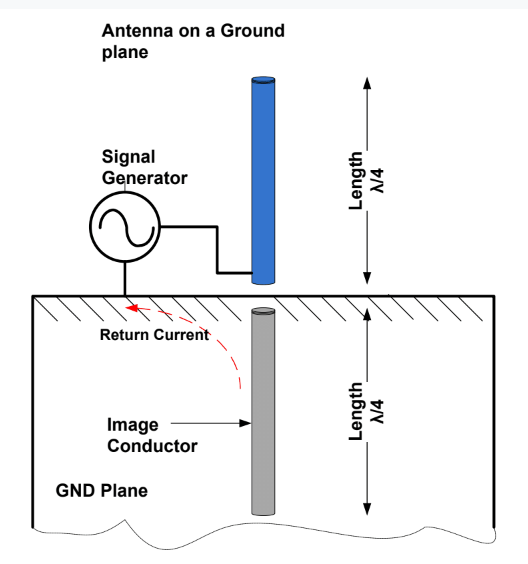 Antenna on a Ground
plane
Signal
Generator
Length
λ/4
Return Current
Image
Conductor
Length
λ/4
GND Plane